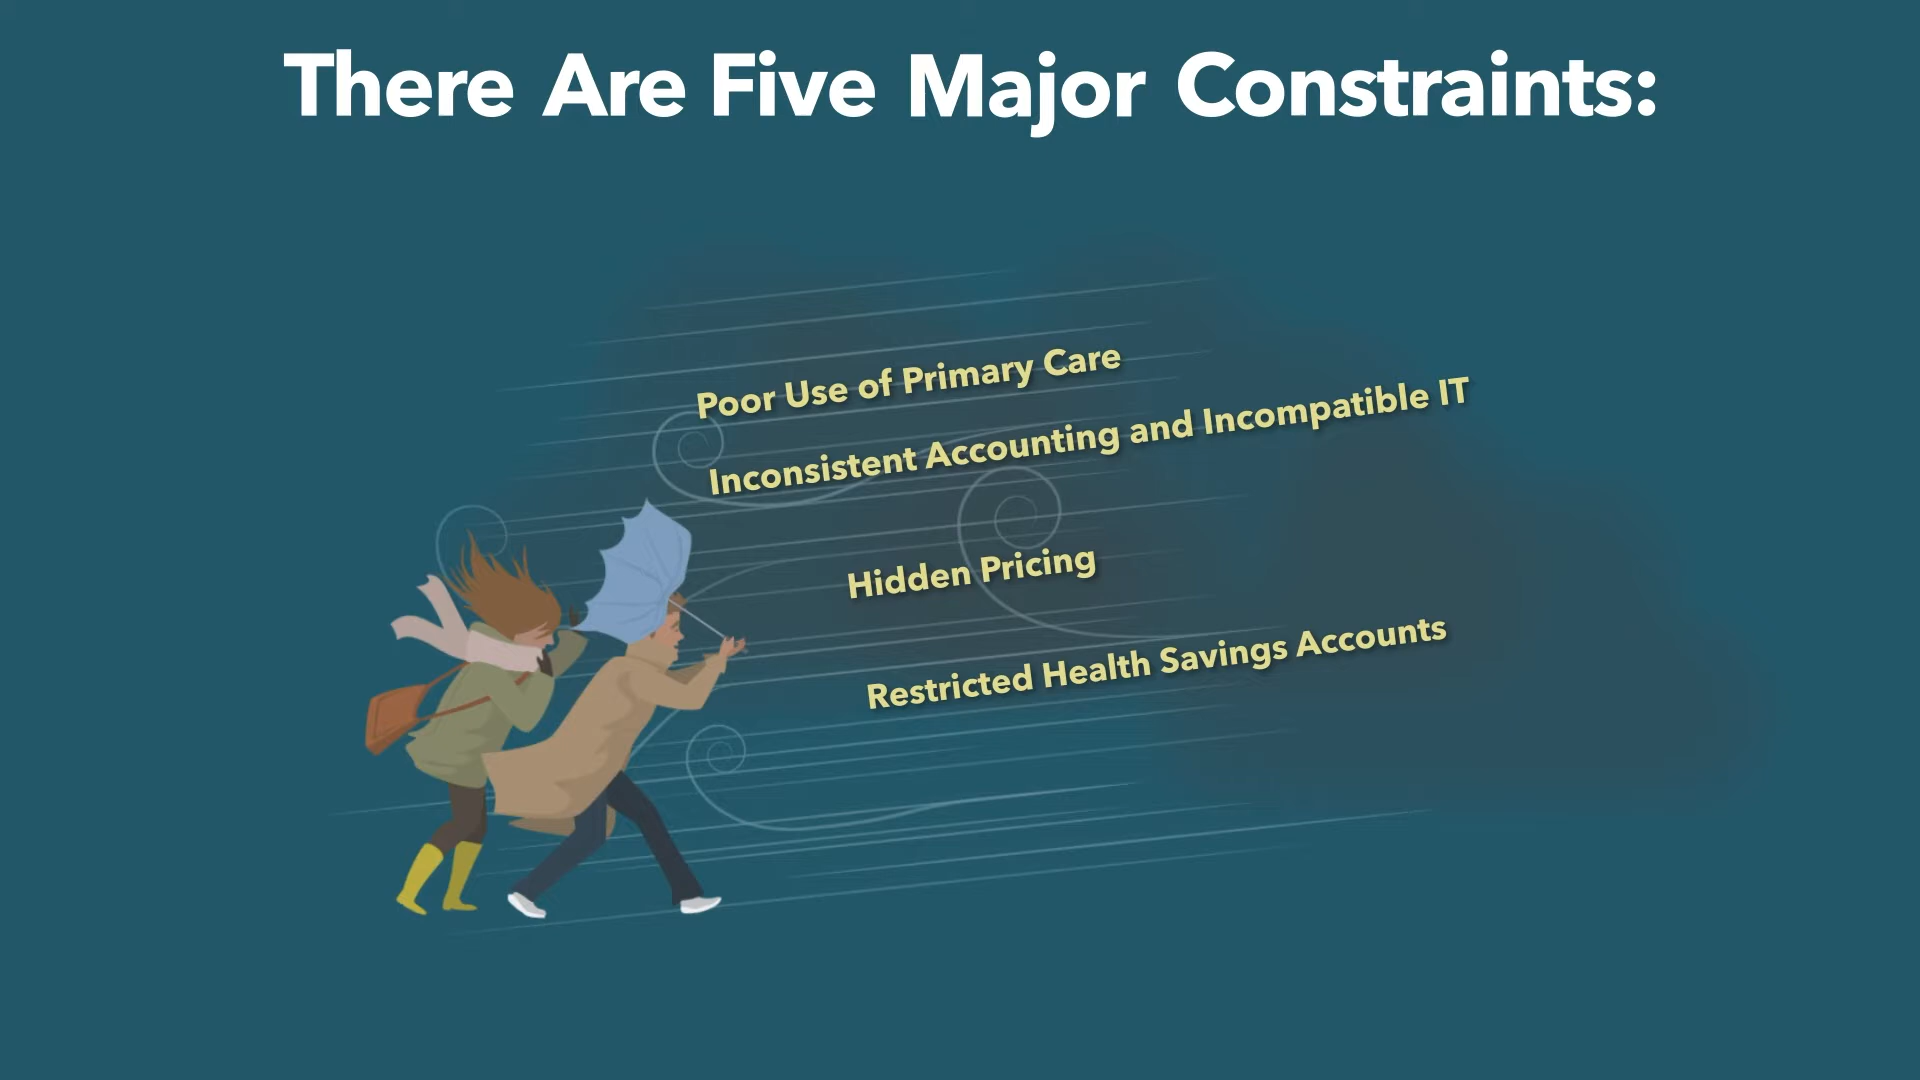 There Are Five Major Constraints:
Poor Use of Primary Care
Inconsistent Accounting and Incompatible IT
Hidden Pricing
Restricted Health Savings Accounts